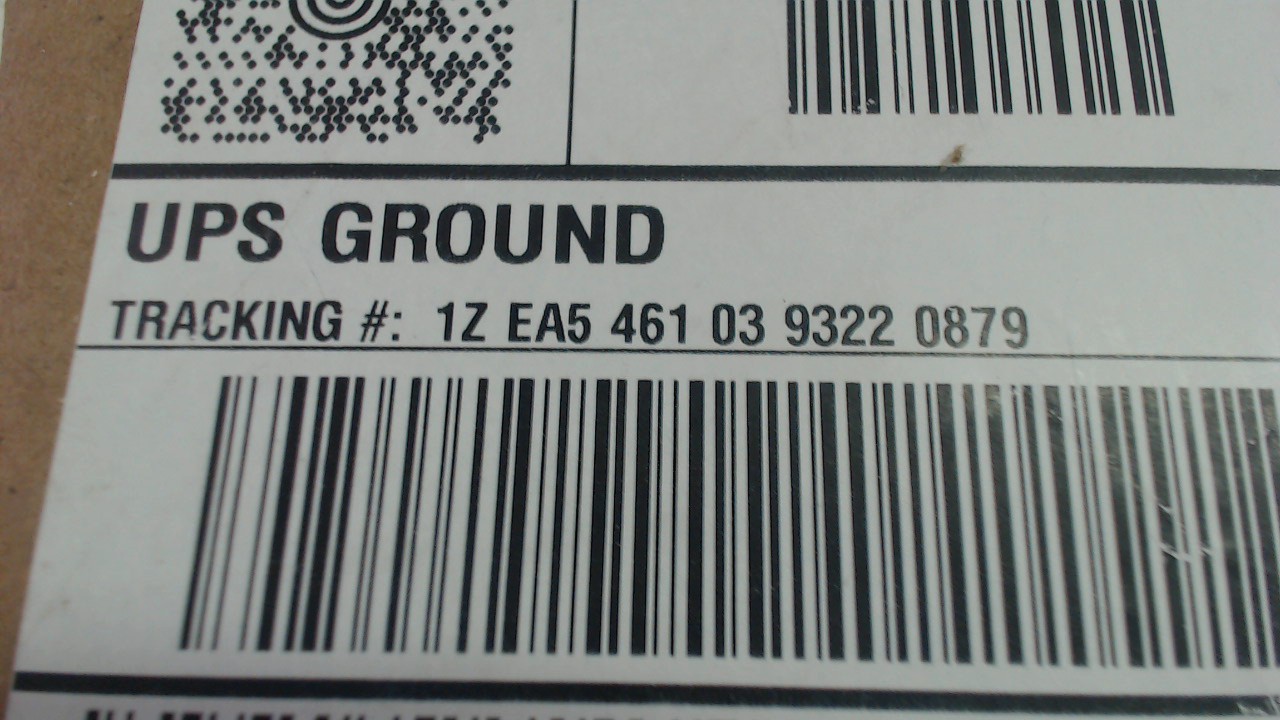 UPS GROUND
TRACKING #: 1Z EA5 461 03 9322 0879